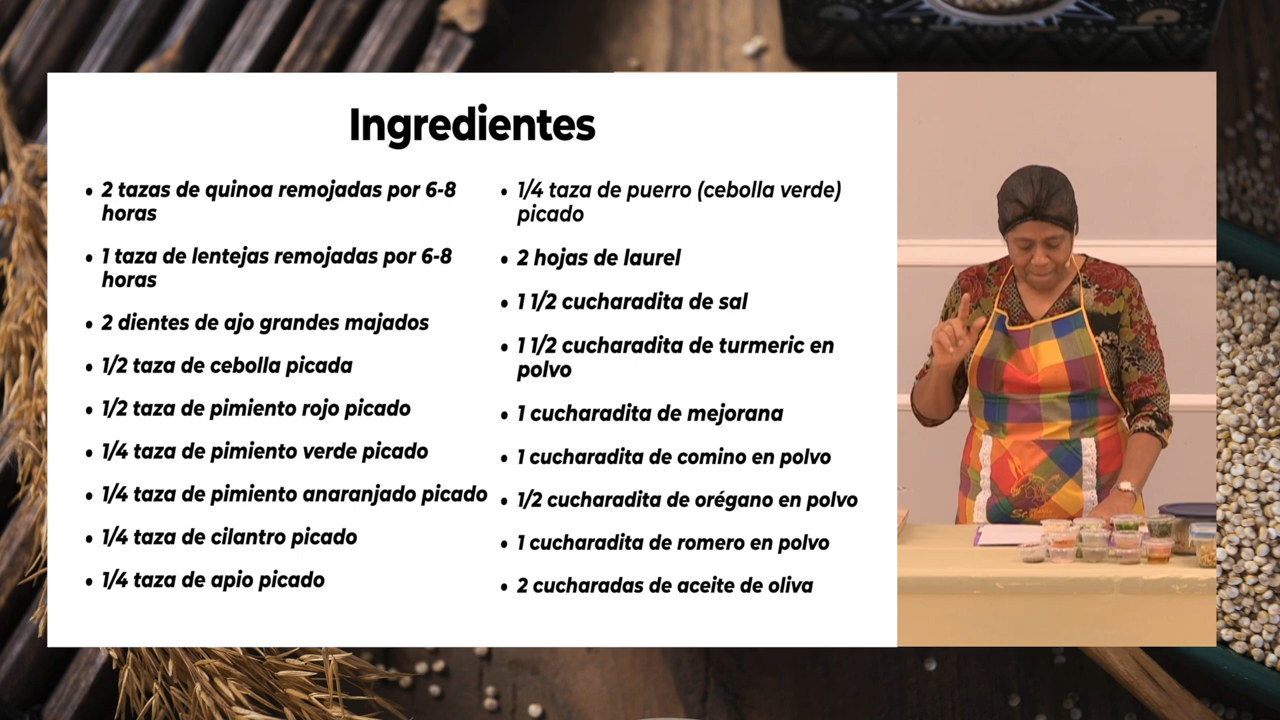 Ingredientes
• 2 tazas de quinoa remojadas por 6-8
horas
• 1 taza de lentejas remojadas por 6-8
horas
• 2 dientes de ajo grandes majados
• 1/2 taza de cebolla picada
• 1/2 taza de pimiento rojo picado
• 1/4 taza de pimiento verde picado
• 1/4 taza de pimiento anaranjado picado
• 1/4 taza de cilantro picado
• 1/4 taza de apio picado
• 1/4 taza de puerro (cebolla verde)
picado
• 2 hojas de laurel
• 1 1/2 cucharadita de sal
• 1 1/2 cucharadita de turmeric en
polvo
• 1 cucharadita de mejorana
• 1 cucharadita de comino en polvo
• 1/2 cucharadita de orégano en polvo
• 1 cucharadita de romero en polvo
• 2 cucharadas de aceite de oliva